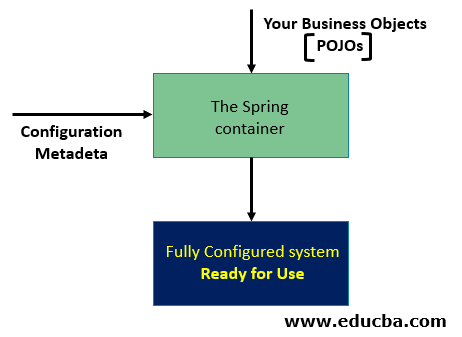 Your Business Objects
[POJOs]
The Spring
container
Configuration
Metadeta
Fully Configured system
Ready for Use
www.educba.com